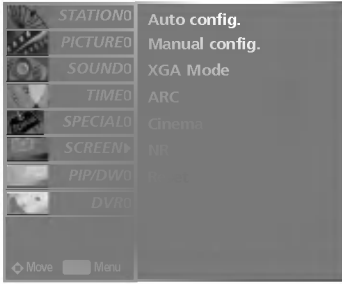 STATION
PICTURE
SOUND
TIME
SPECIAL
SCREEN
PIP/DW
DVR
Auto config.
Manual config.
XGA Mode
ARC
Cinema
NR
Move
Menu